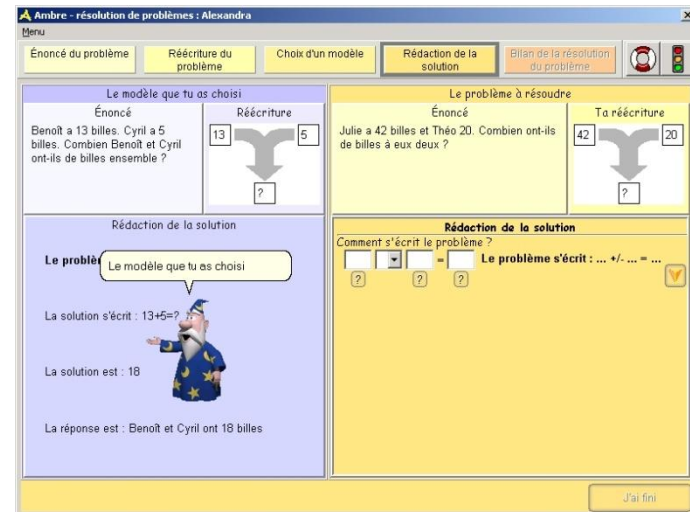 Ambre - résolution de problèmes : Alexandra
Menu
Énoncé du problème
Réécriture du
problème
Choix d'un modèle
Rédaction de la
solution
Bilan de la résolution
du problème
Le modèle que tu as choisi
Énoncé
Benoît a 13 billes. Cyril a 5
billes. Combien Benoît et Cyril
ont-ils de billes ensemble ?
Réécriture
13
5
?
Le problème à résoudre
Énoncé
Julie a 42 billes et Théo 20. Combien ont-ils
de billes à eux deux ?
Ta réécriture
42
20
?
Rédaction de la solution
Le
Le modèle que tu as choisi
La solution s'écrit : 13+5=?
La solution est : 18
La réponse est : Benoît et Cyril ont 18 billes
Rédaction de la solution
Comment s'écrit le problème ?
= Le problème s'écrit : ... +/- ... = ...
? ? ?
J'ai fini